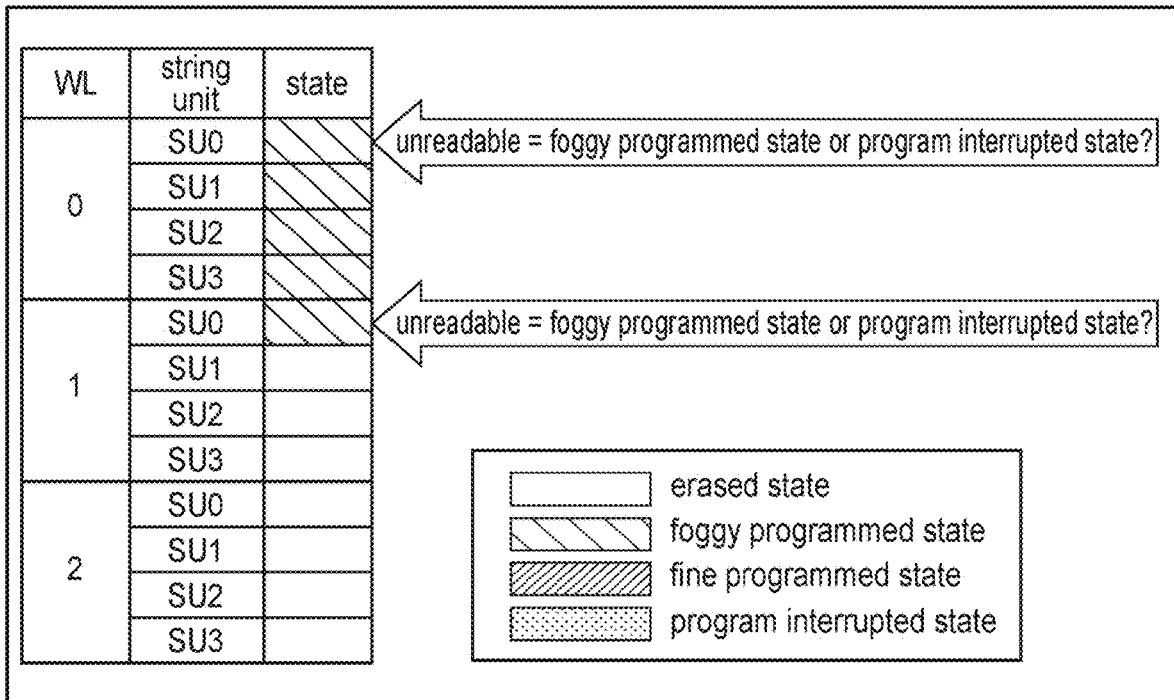 WL string unit state
0 SU0 unreadable = foggy programmed state or program interrupted state?
SU1
SU2
SU3
1 SU0 unreadable = foggy programmed state or program interrupted state?
SU1
SU2
SU3
2 SU0
SU1
SU2
SU3
erased state
foggy programmed state
fine programmed state
program interrupted state